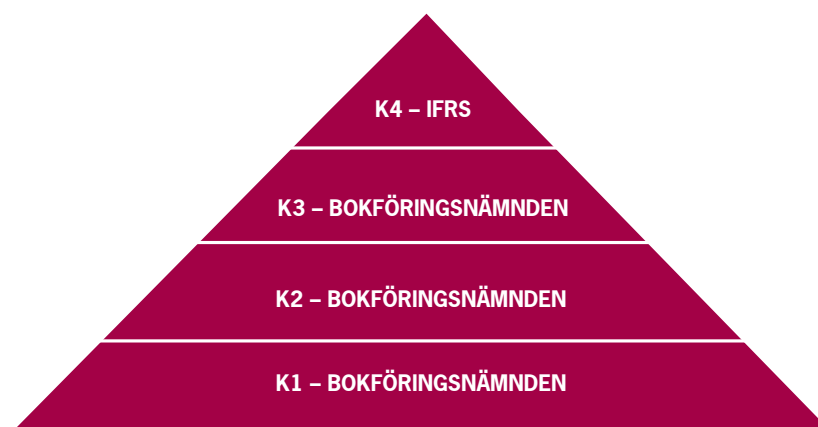 K4 – IFRS
K3 – BOKFÖRINGSNÄMNDEN
K2 – BOKFÖRINGSNÄMNDEN
K1 – BOKFÖRINGSNÄMNDEN